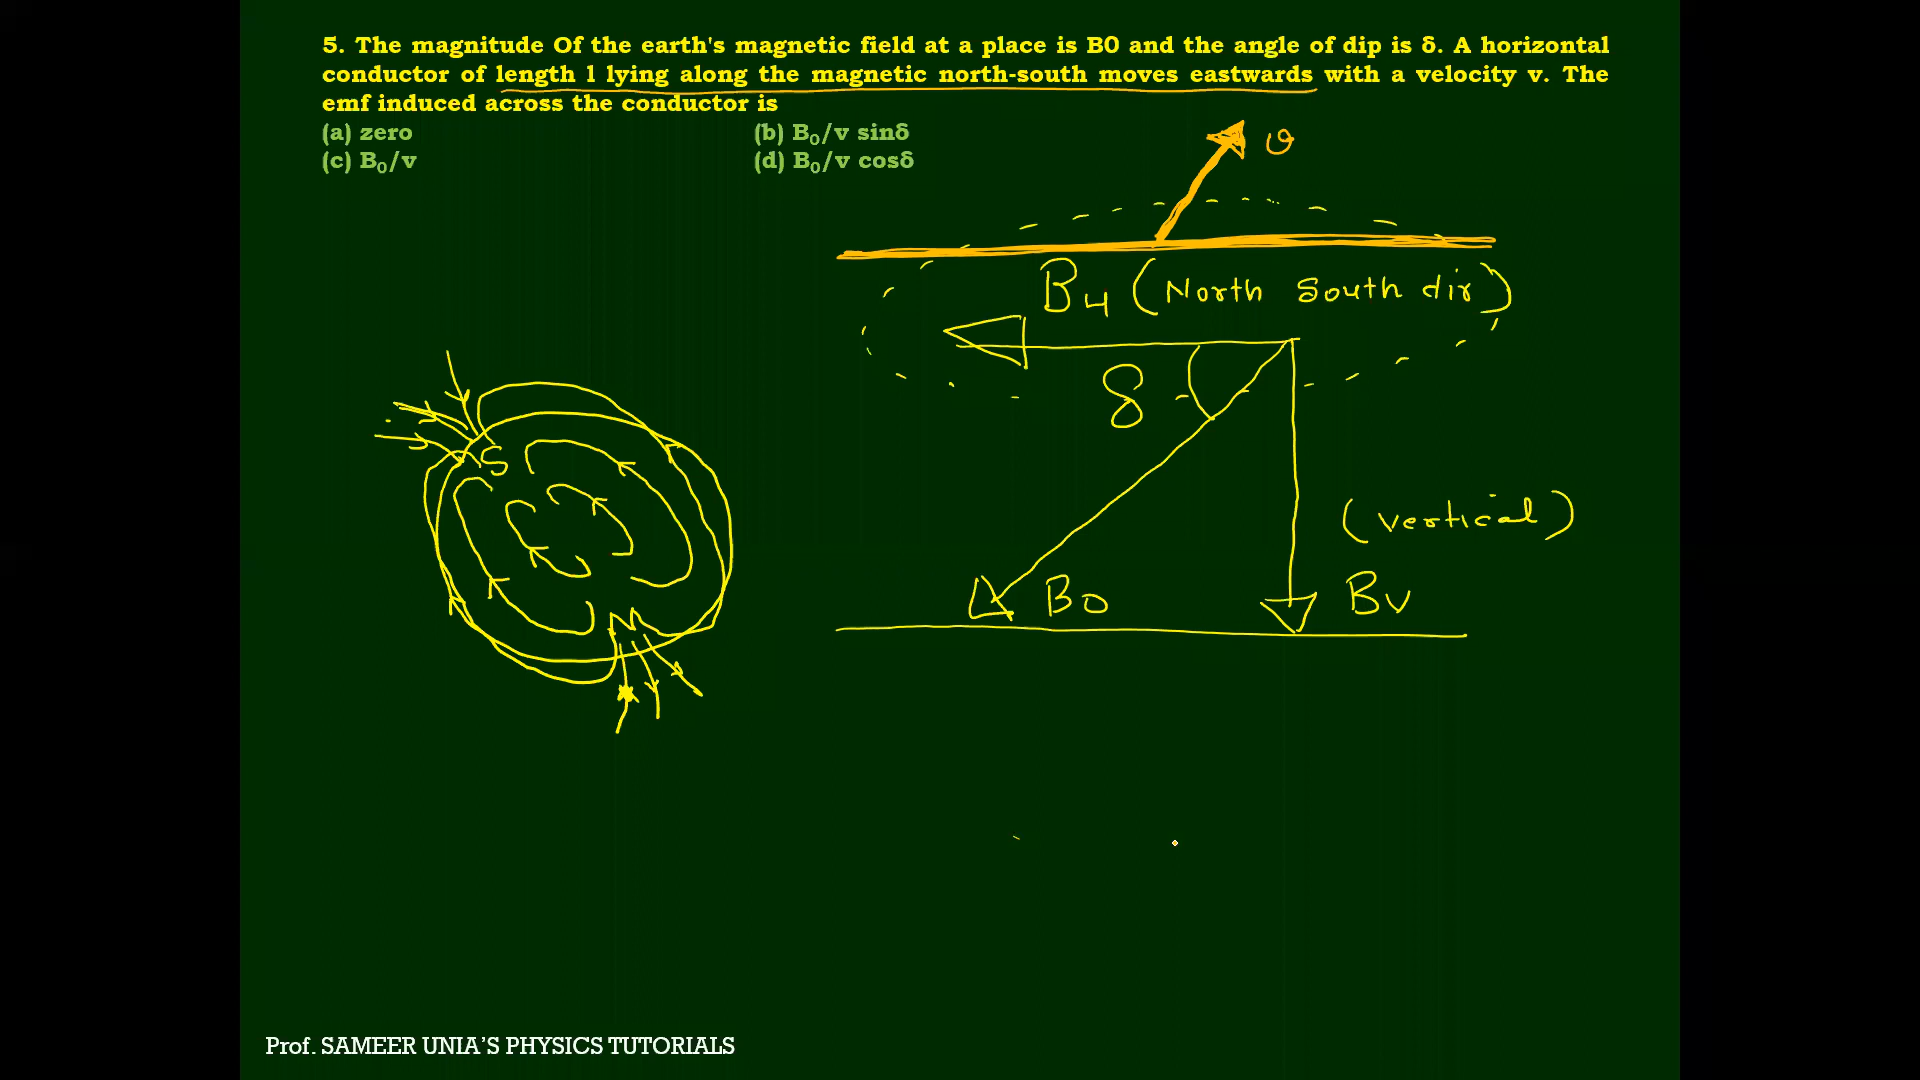 5. The magnitude Of the earth's magnetic field at a place is B0 and the angle of dip is δ. A horizontal
conductor of length l lying along the magnetic north-south moves eastwards with a velocity v. The
emf induced across the conductor is
(a) zero (b) B₀/v sinδ
(c) B₀/v (d) B₀/v cosδ
v
BH (North South dir)
δ
S
(vertical)
B0 BV
N
Prof. SAMEER UNIA'S PHYSICS TUTORIALS